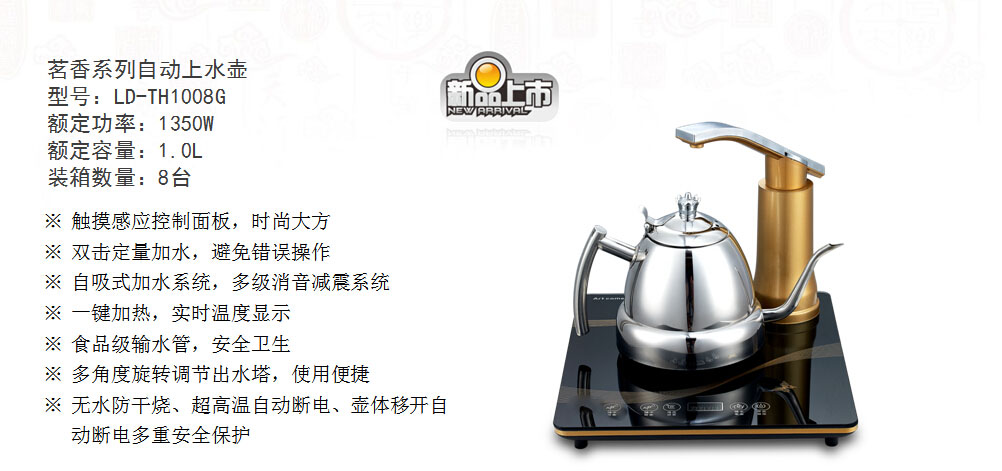 茗香系列自动上水壶
型号：LD-TH1008G
额定功率：1350W
额定容量：1.0L
装箱数量：8台
新品上市
NEW ARRIVAL
※ 触摸感应控制面板，时尚大方
※ 双击定量加水，避免错误操作
※ 自吸式加水系统，多级消音减震系统
※ 一键加热，实时温度显示
※ 食品级输水管，安全卫生
※ 多角度旋转调节出水塔，使用便捷
※ 无水防干烧、超高温自动断电、壶体移开自
动断电多重安全保护